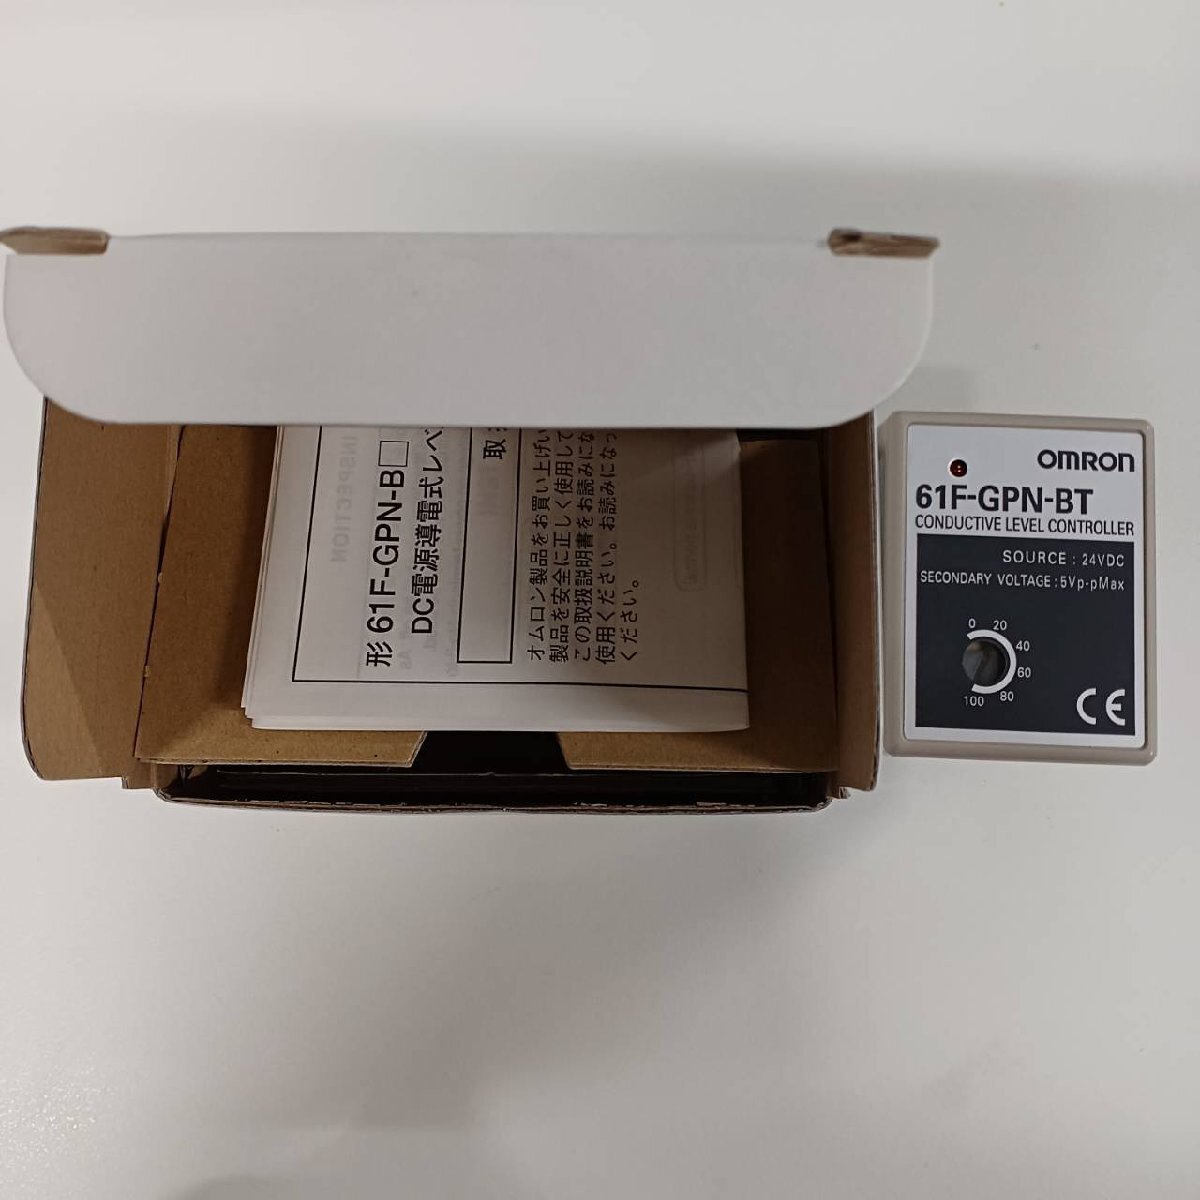 形 61F-GPN-B□
DC電源導電式レベ
取
オムロン製品をお買い上げい
製品を安全に正しく使用して
この取扱説明書をお読みにな
使用ください。お読みになっ
ください。
INSPECTION
OMRON
61F-GPN-BT
CONDUCTIVE LEVEL CONTROLLER
SOURCE : 24VDC
SECONDARY VOLTAGE : 5Vp-pMax
0 20
40
60
80
100
CE